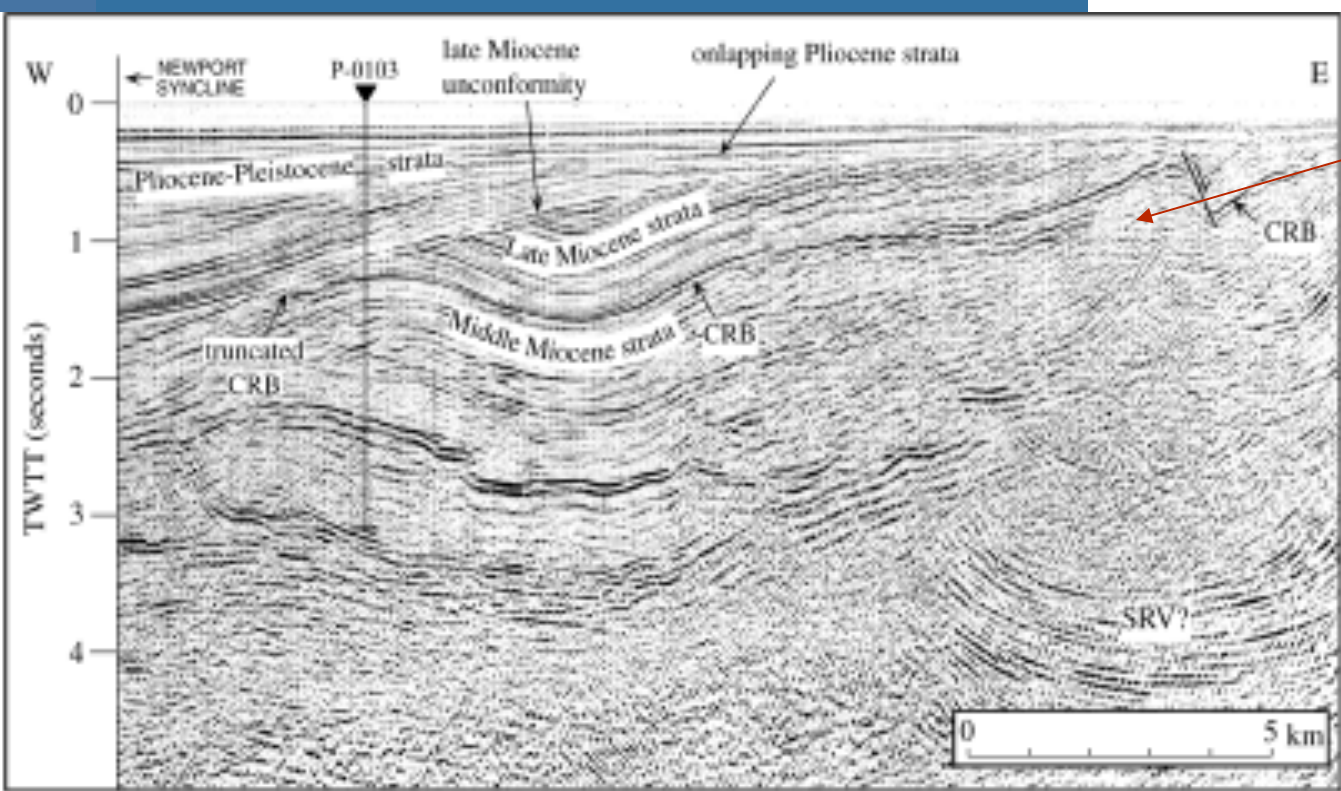 W
NEWPORT
SYNCLINE
P-0103
late Miocene
unconformity
onlapping Pliocene strata
E
0
Pliocene-Pleistocene strata
1
Late Miocene strata
CRB
truncated
CRB
Middle Miocene strata
CRB
2
3
4
TWTT (seconds)
SRV?
0
5 km